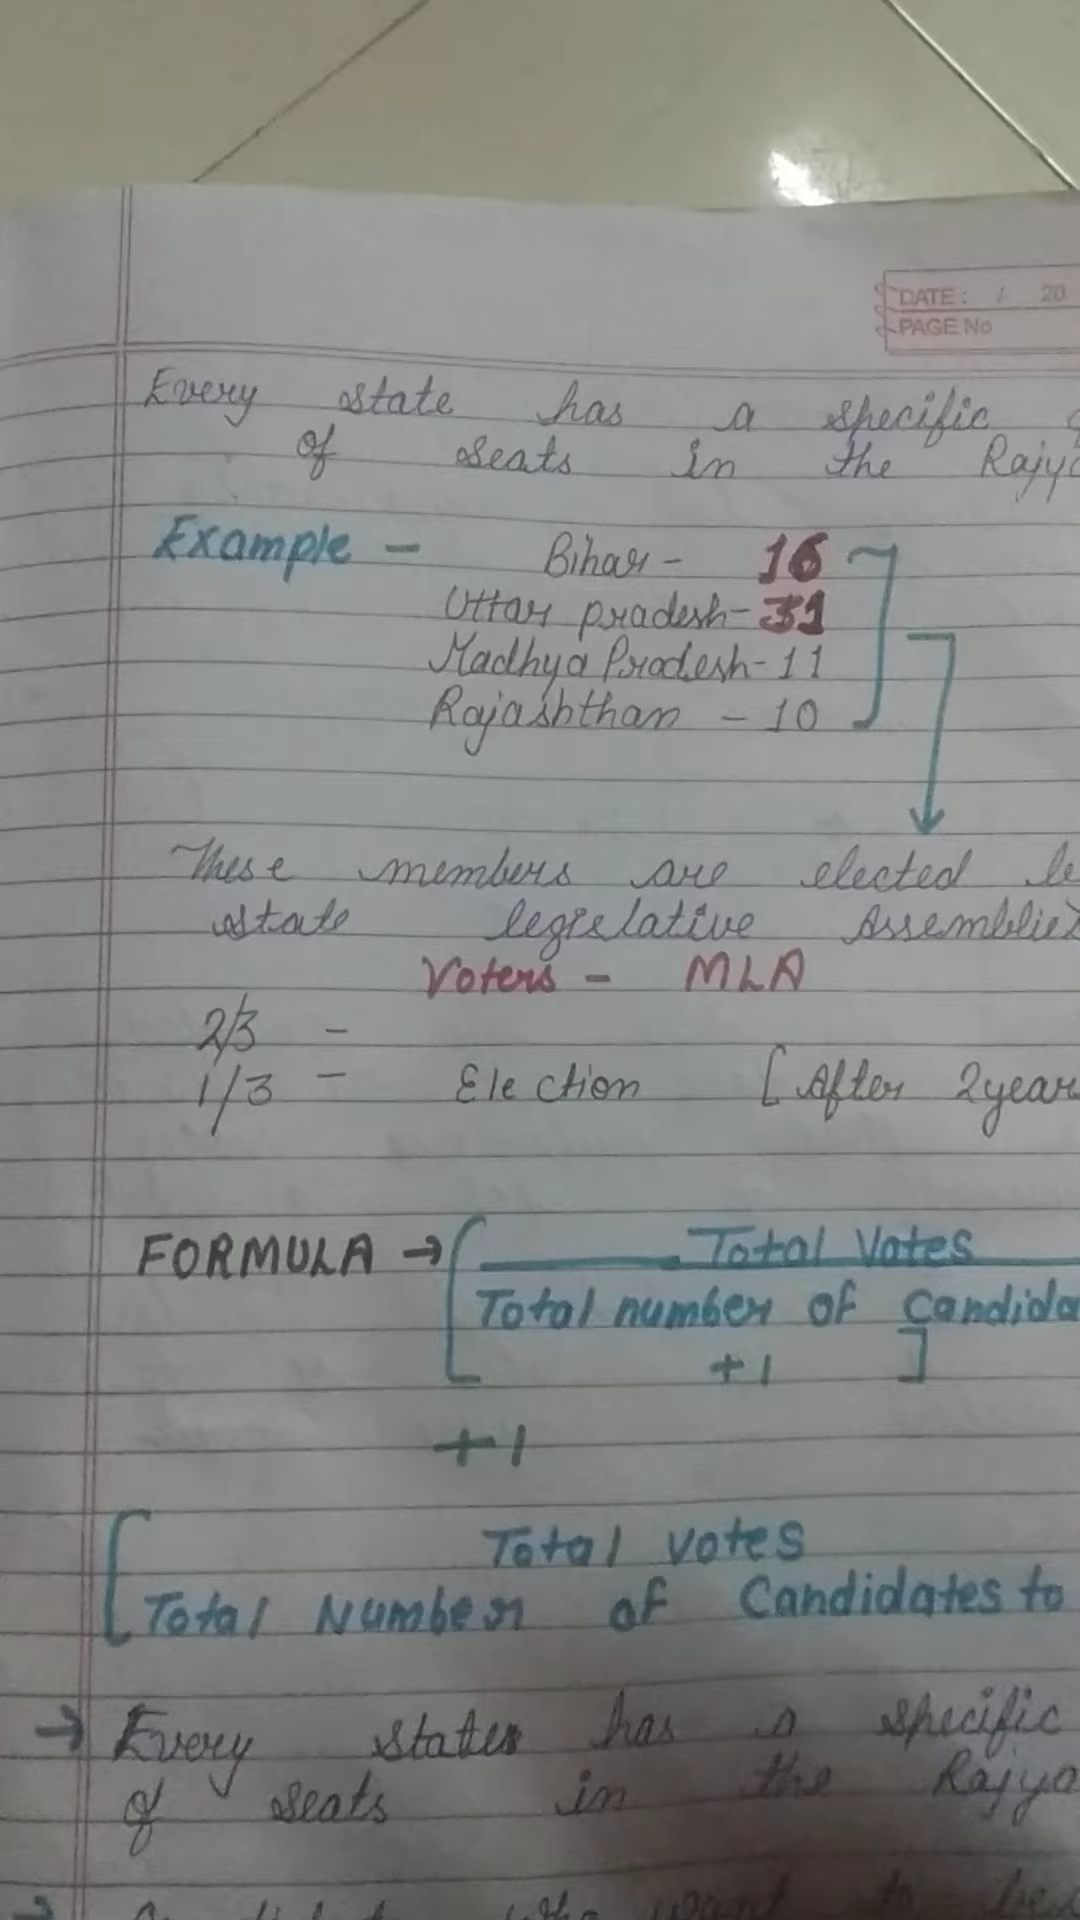 DATE: / 20
PAGE No
Every state has a specific
of seats in the
Example - Bihar - 16
Uttar pradesh - 31
Madhya Pradesh - 11
Rajashthan - 10
These members are elected
state legislative Assemblies
Voters - MLA
2/3 -
1/3 - Election [After 2year
FORMULA → [ Total Votes
Total number of
+1 ]
+1
[ Total votes
Total Number of Candidates to
→ Every states has a specific
of seats in the